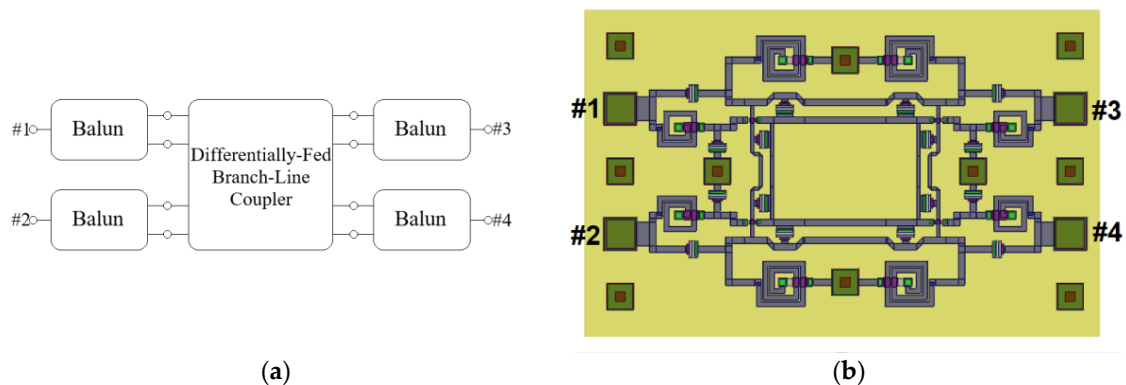 #1 Balun Balun #3
Differentially-Fed
Branch-Line
Coupler
#2 Balun Balun #4
(a)
#1 #3
#2 #4
(b)